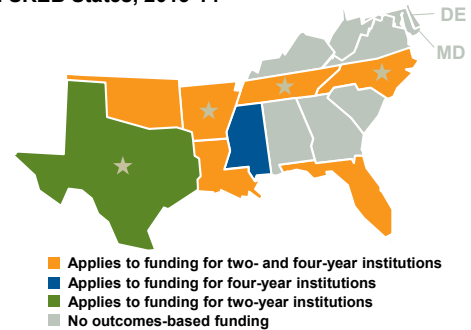 DE
MD
Applies to funding for two- and four-year institutions
Applies to funding for four-year institutions
Applies to funding for two-year institutions
No outcomes-based funding